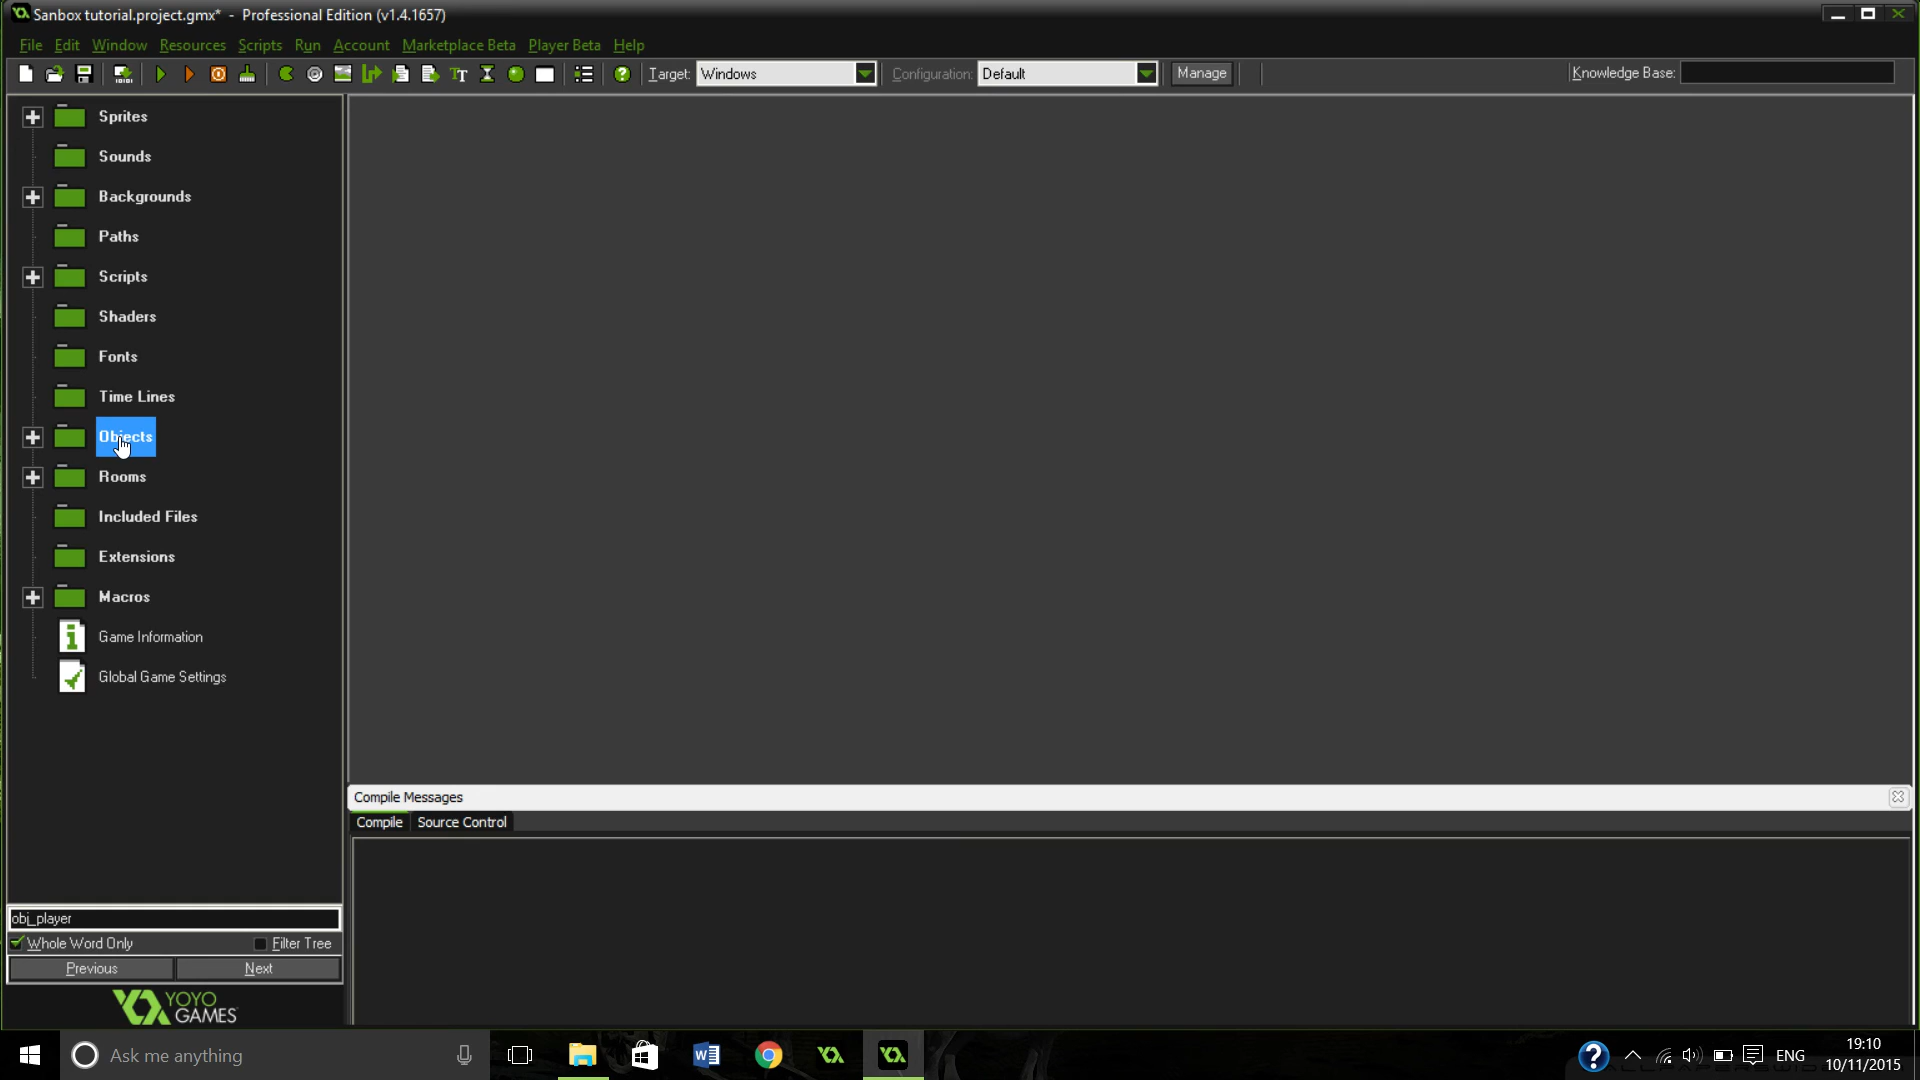 Sanbox tutorial.project.gmx* - Professional Edition (v1.4.1657)
File Edit Window Resources Scripts Run Account Marketplace Beta Player Beta Help
Target: Windows Configuration: Default Manage Knowledge Base:
Sprites
Sounds
Backgrounds
Paths
Scripts
Shaders
Fonts
Time Lines
Objects
Rooms
Included Files
Extensions
Macros
Game Information
Global Game Settings
Compile Messages
Compile Source Control
obj_player
Whole Word Only Filter Tree
Previous Next
YOYO
GAMES
Ask me anything
ENG
19:10
10/11/2015